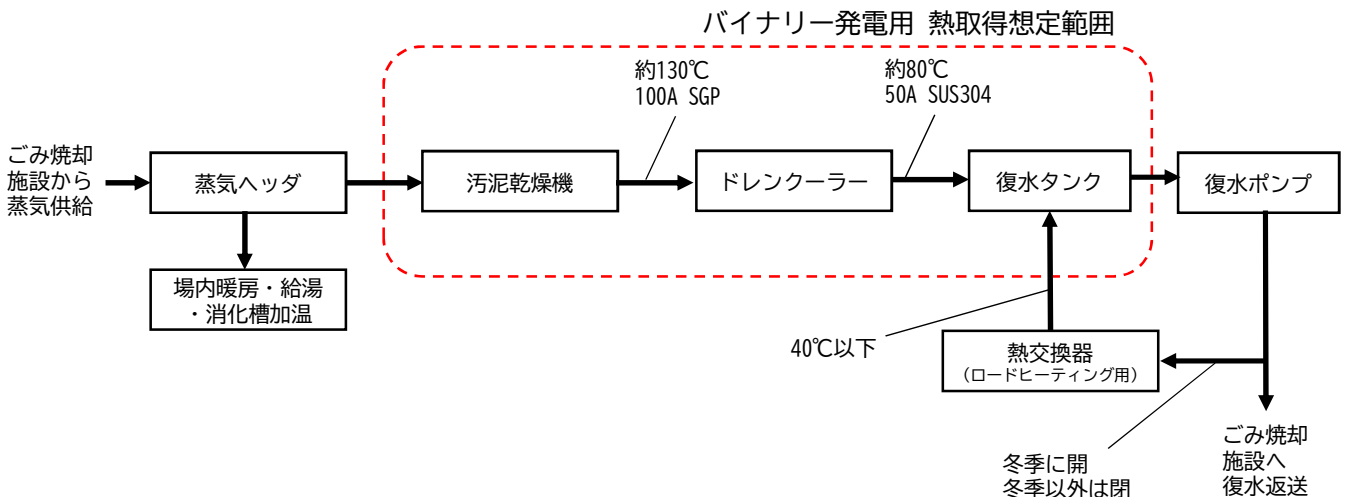 バイナリー発電用 熱取得想定範囲
約130℃
100A SGP
約80℃
50A SUS304
ごみ焼却
施設から
蒸気供給
蒸気ヘッダ
汚泥乾燥機
ドレンクーラー
復水タンク
復水ポンプ
場内暖房・給湯
・消化槽加温
40℃以下
熱交換器
(ロードヒーティング用)
冬季に開
冬季以外は閉
ごみ焼却
施設へ
復水返送